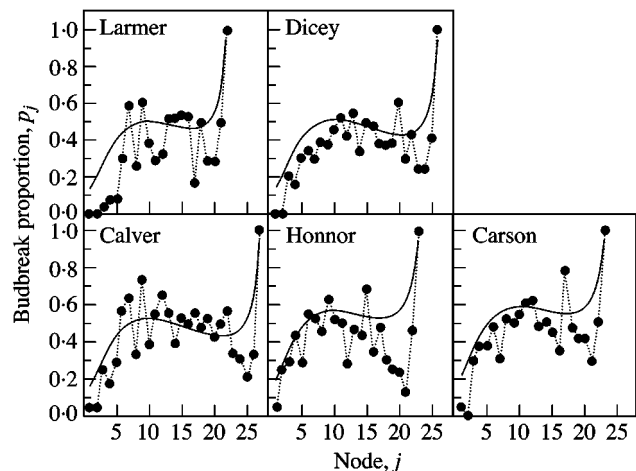 Larmer
Dicey
1·0
0·8
0·6
0·4
0·2
0·0
Budbreak proportion, p_j
Calver
Honnor
Carson
1·0
0·8
0·6
0·4
0·2
0·0
5 10 15 20 25
5 10 15 20 25
5 10 15 20 25
Node, j